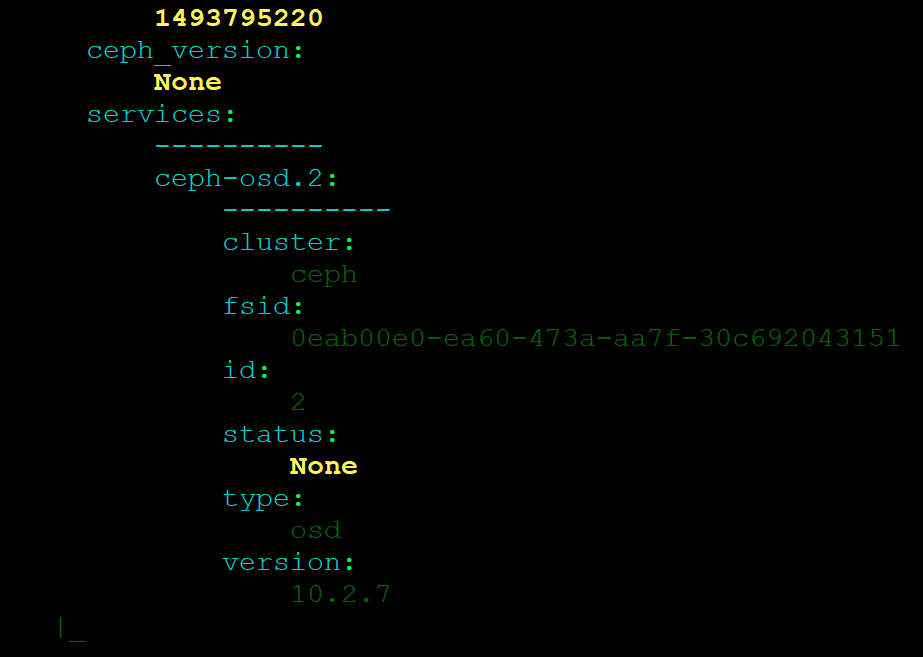 1493795220
ceph_version:
None
services:
----------
ceph-osd.2:
----------
cluster:
ceph
fsid:
0eab00e0-ea60-473a-aa7f-30c692043151
id:
2
status:
None
type:
osd
version:
10.2.7
|_